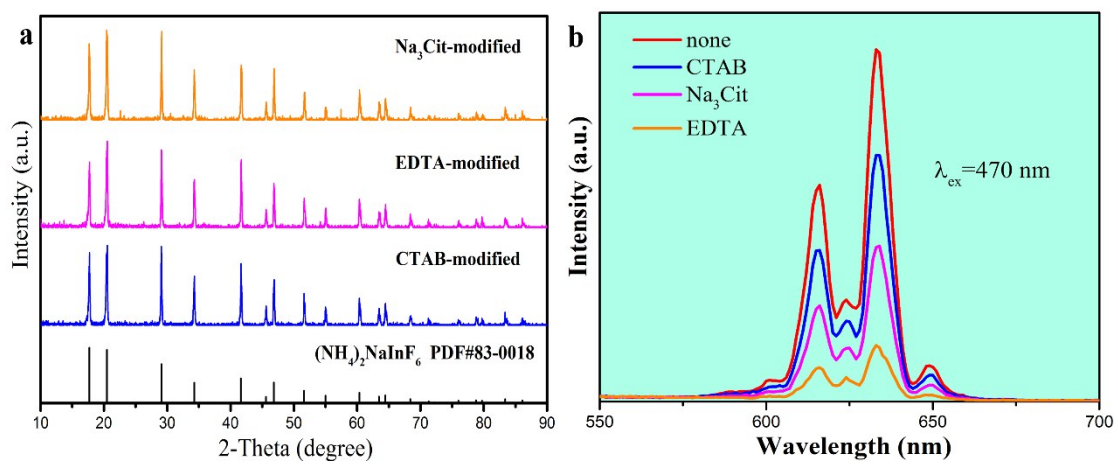 a
Na₃Cit-modified
EDTA-modified
CTAB-modified
(NH₄)₂NaInF₆ PDF#83-0018
Intensity (a.u.)
10 20 30 40 50 60 70 80 90
2-Theta (degree)
b
none
CTAB
Na₃Cit
EDTA
λₑₓ=470 nm
Intensity (a.u.)
550 600 650 700
Wavelength (nm)